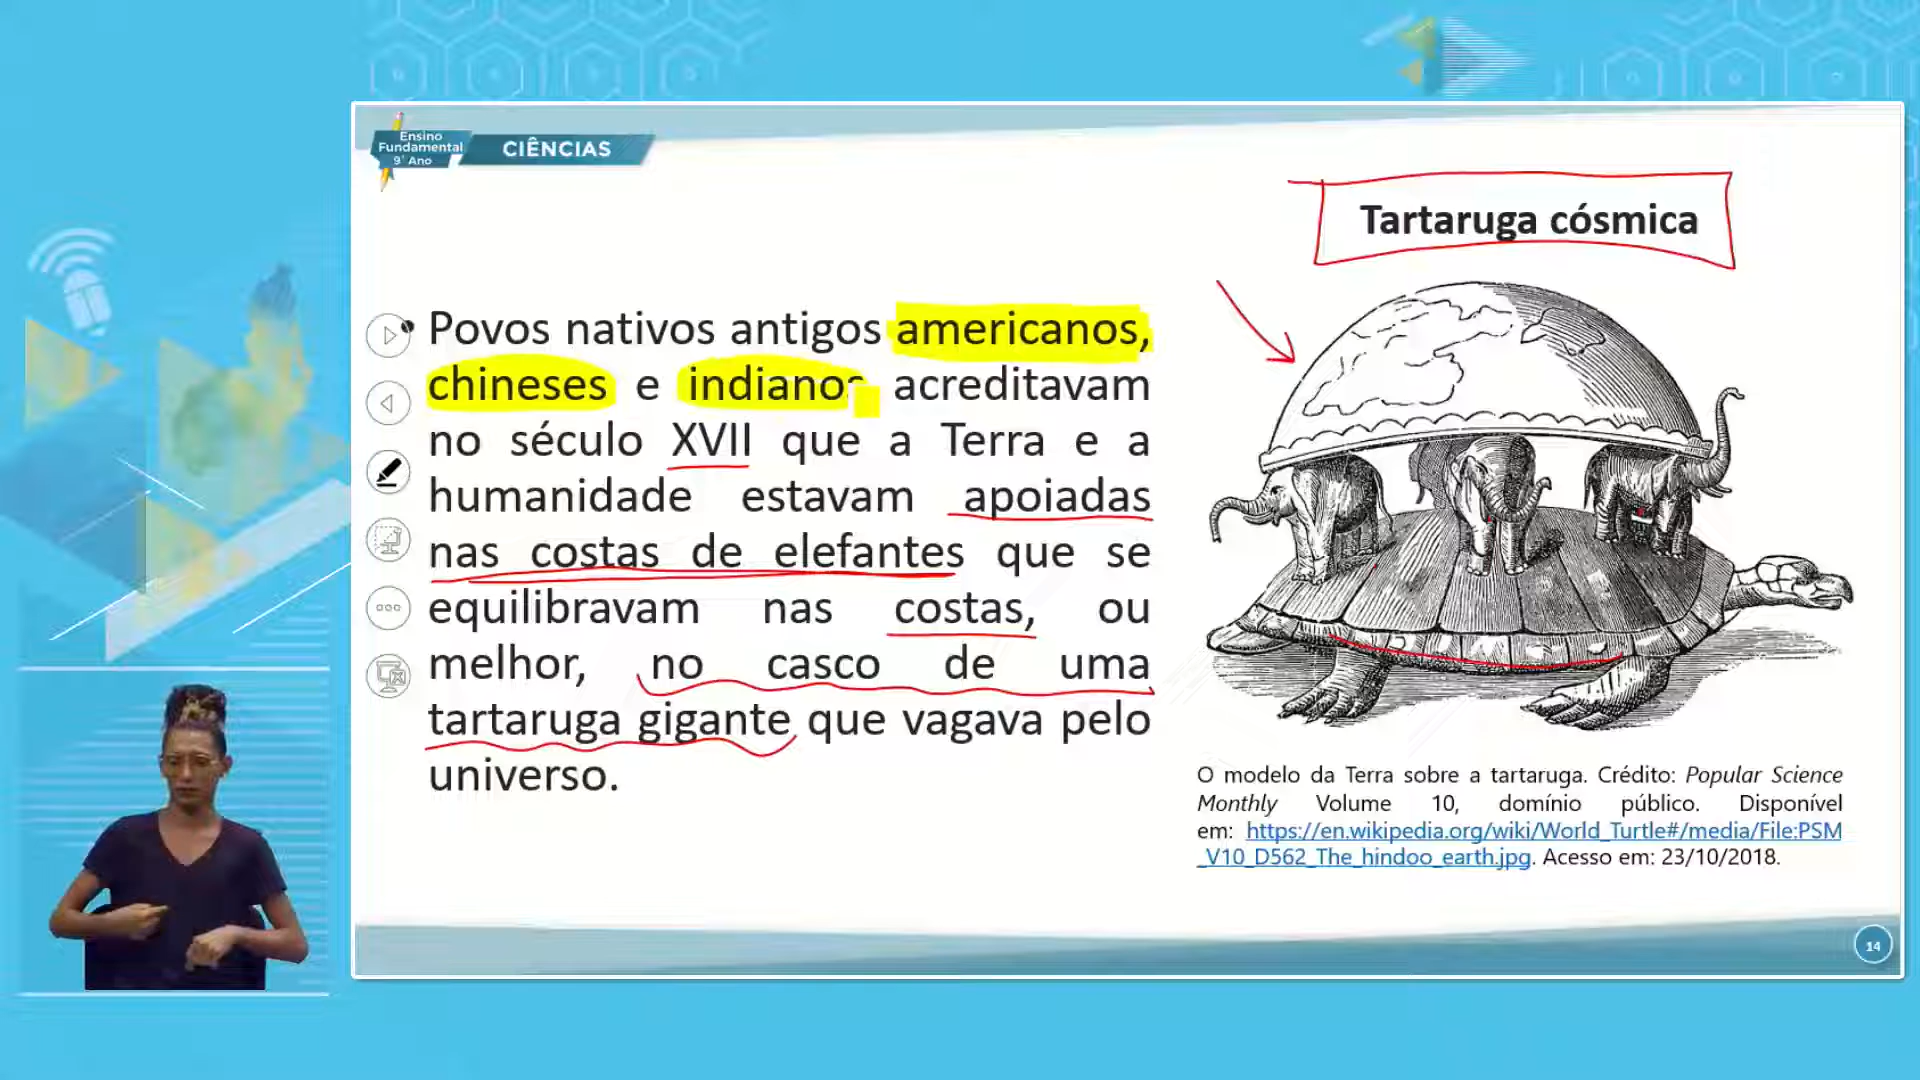 Ensino
Fundamental
9° Ano
CIÊNCIAS
Tartaruga cósmica
• Povos nativos antigos americanos,
chineses e indianos acreditavam
no século XVII que a Terra e a
humanidade estavam apoiadas
nas costas de elefantes que se
equilibravam nas costas, ou
melhor, no casco de uma
tartaruga gigante que vagava pelo
universo.
O modelo da Terra sobre a tartaruga. Crédito: Popular Science
Monthly Volume 10, domínio público. Disponível
em: https://en.wikipedia.org/wiki/World_Turtle#/media/File:PSM
_V10_D562_The_hindoo_earth.jpg. Acesso em: 23/10/2018.
14